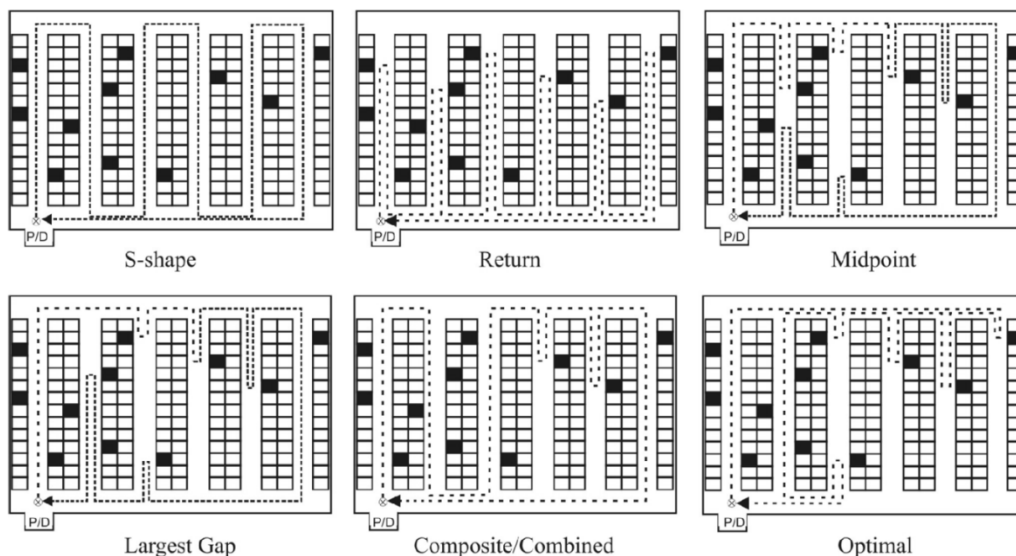 P/D P/D P/D
S-shape Return Midpoint
P/D P/D P/D
Largest Gap Composite/Combined Optimal